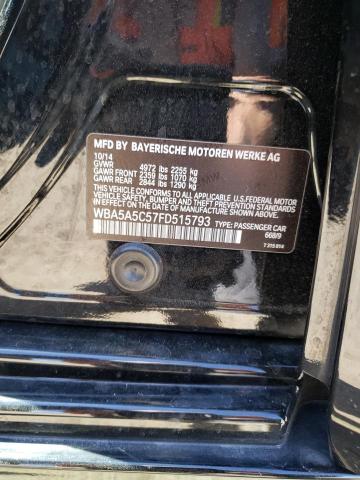 MFD BY BAYERISCHE MOTOREN WERKE AG
10/14
GVWR 4972 lbs 2255 kg
GAWR FRONT 2359 lbs 1070 kg
GAWR REAR 2844 lbs 1290 kg
THIS VEHICLE CONFORMS TO ALL APPLICABLE U.S. FEDERAL MOTOR
VEHICLE SAFETY, BUMPER, AND THEFT PREVENTION STANDARDS IN
EFFECT ON THE DATE OF MANUFACTURE SHOWN ABOVE.
WBA5A5C57FD515793 TYPE: PASSENGER CAR
668/9